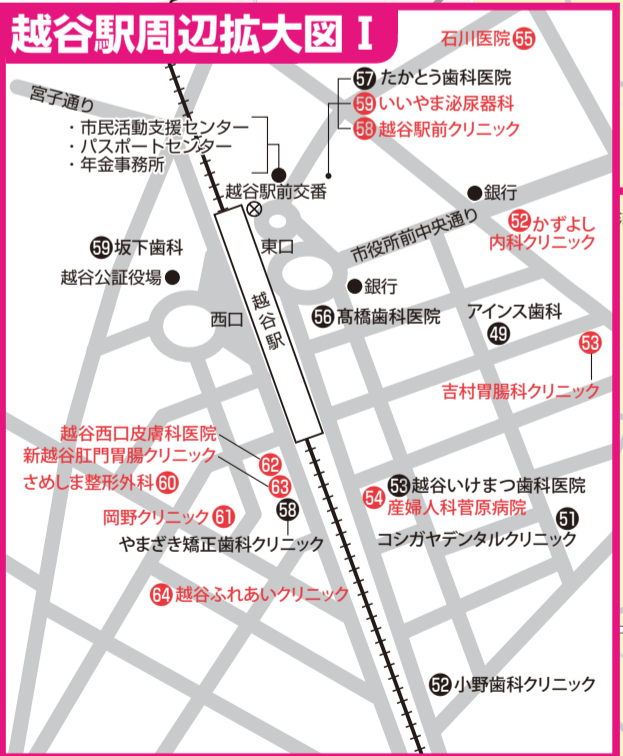 越谷駅周辺拡大図 Ⅰ
石川医院 55
宮子通り
57 たかとう歯科医院
59 いいやま泌尿器科
58 越谷駅前クリニック
・市民活動支援センター
・パスポートセンター
・年金事務所
越谷駅前交番
銀行
52 かずよし
内科クリニック
市役所前中央通り
59 坂下歯科
東口
越谷公証役場
銀行
西口
越谷駅
56 髙橋歯科医院
アインス歯科
49
53
吉村胃腸科クリニック
越谷西口皮膚科医院
62
新越谷肛門胃腸クリニック
63
さめしま整形外科 60
58
やまざき矯正歯科クリニック
岡野クリニック 61
53 越谷いけまつ歯科医院
54 産婦人科菅原病院
51
コシガヤデンタルクリニック
64 越谷ふれあいクリニック
52 小野歯科クリニック